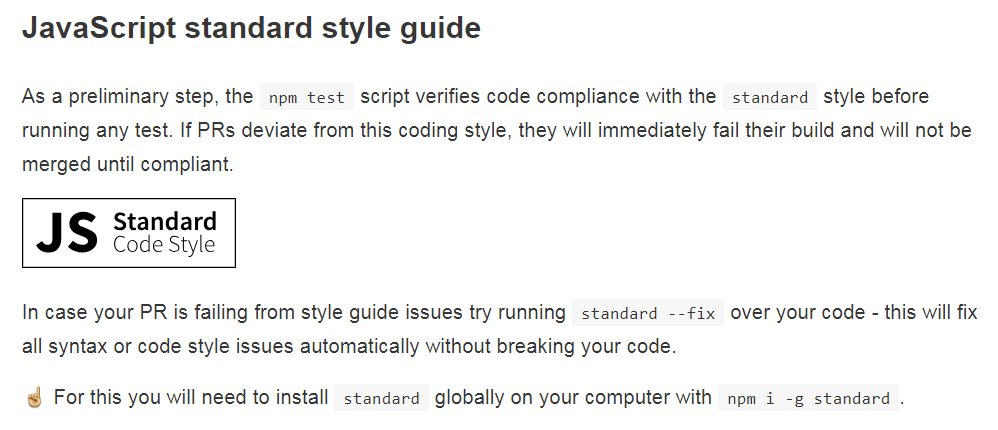 JavaScript standard style guide
As a preliminary step, the npm test script verifies code compliance with the standard style before
running any test. If PRs deviate from this coding style, they will immediately fail their build and will not be
merged until compliant.
JS Standard
Code Style
In case your PR is failing from style guide issues try running standard --fix over your code - this will fix
all syntax or code style issues automatically without breaking your code.
☝ For this you will need to install standard globally on your computer with npm i -g standard .